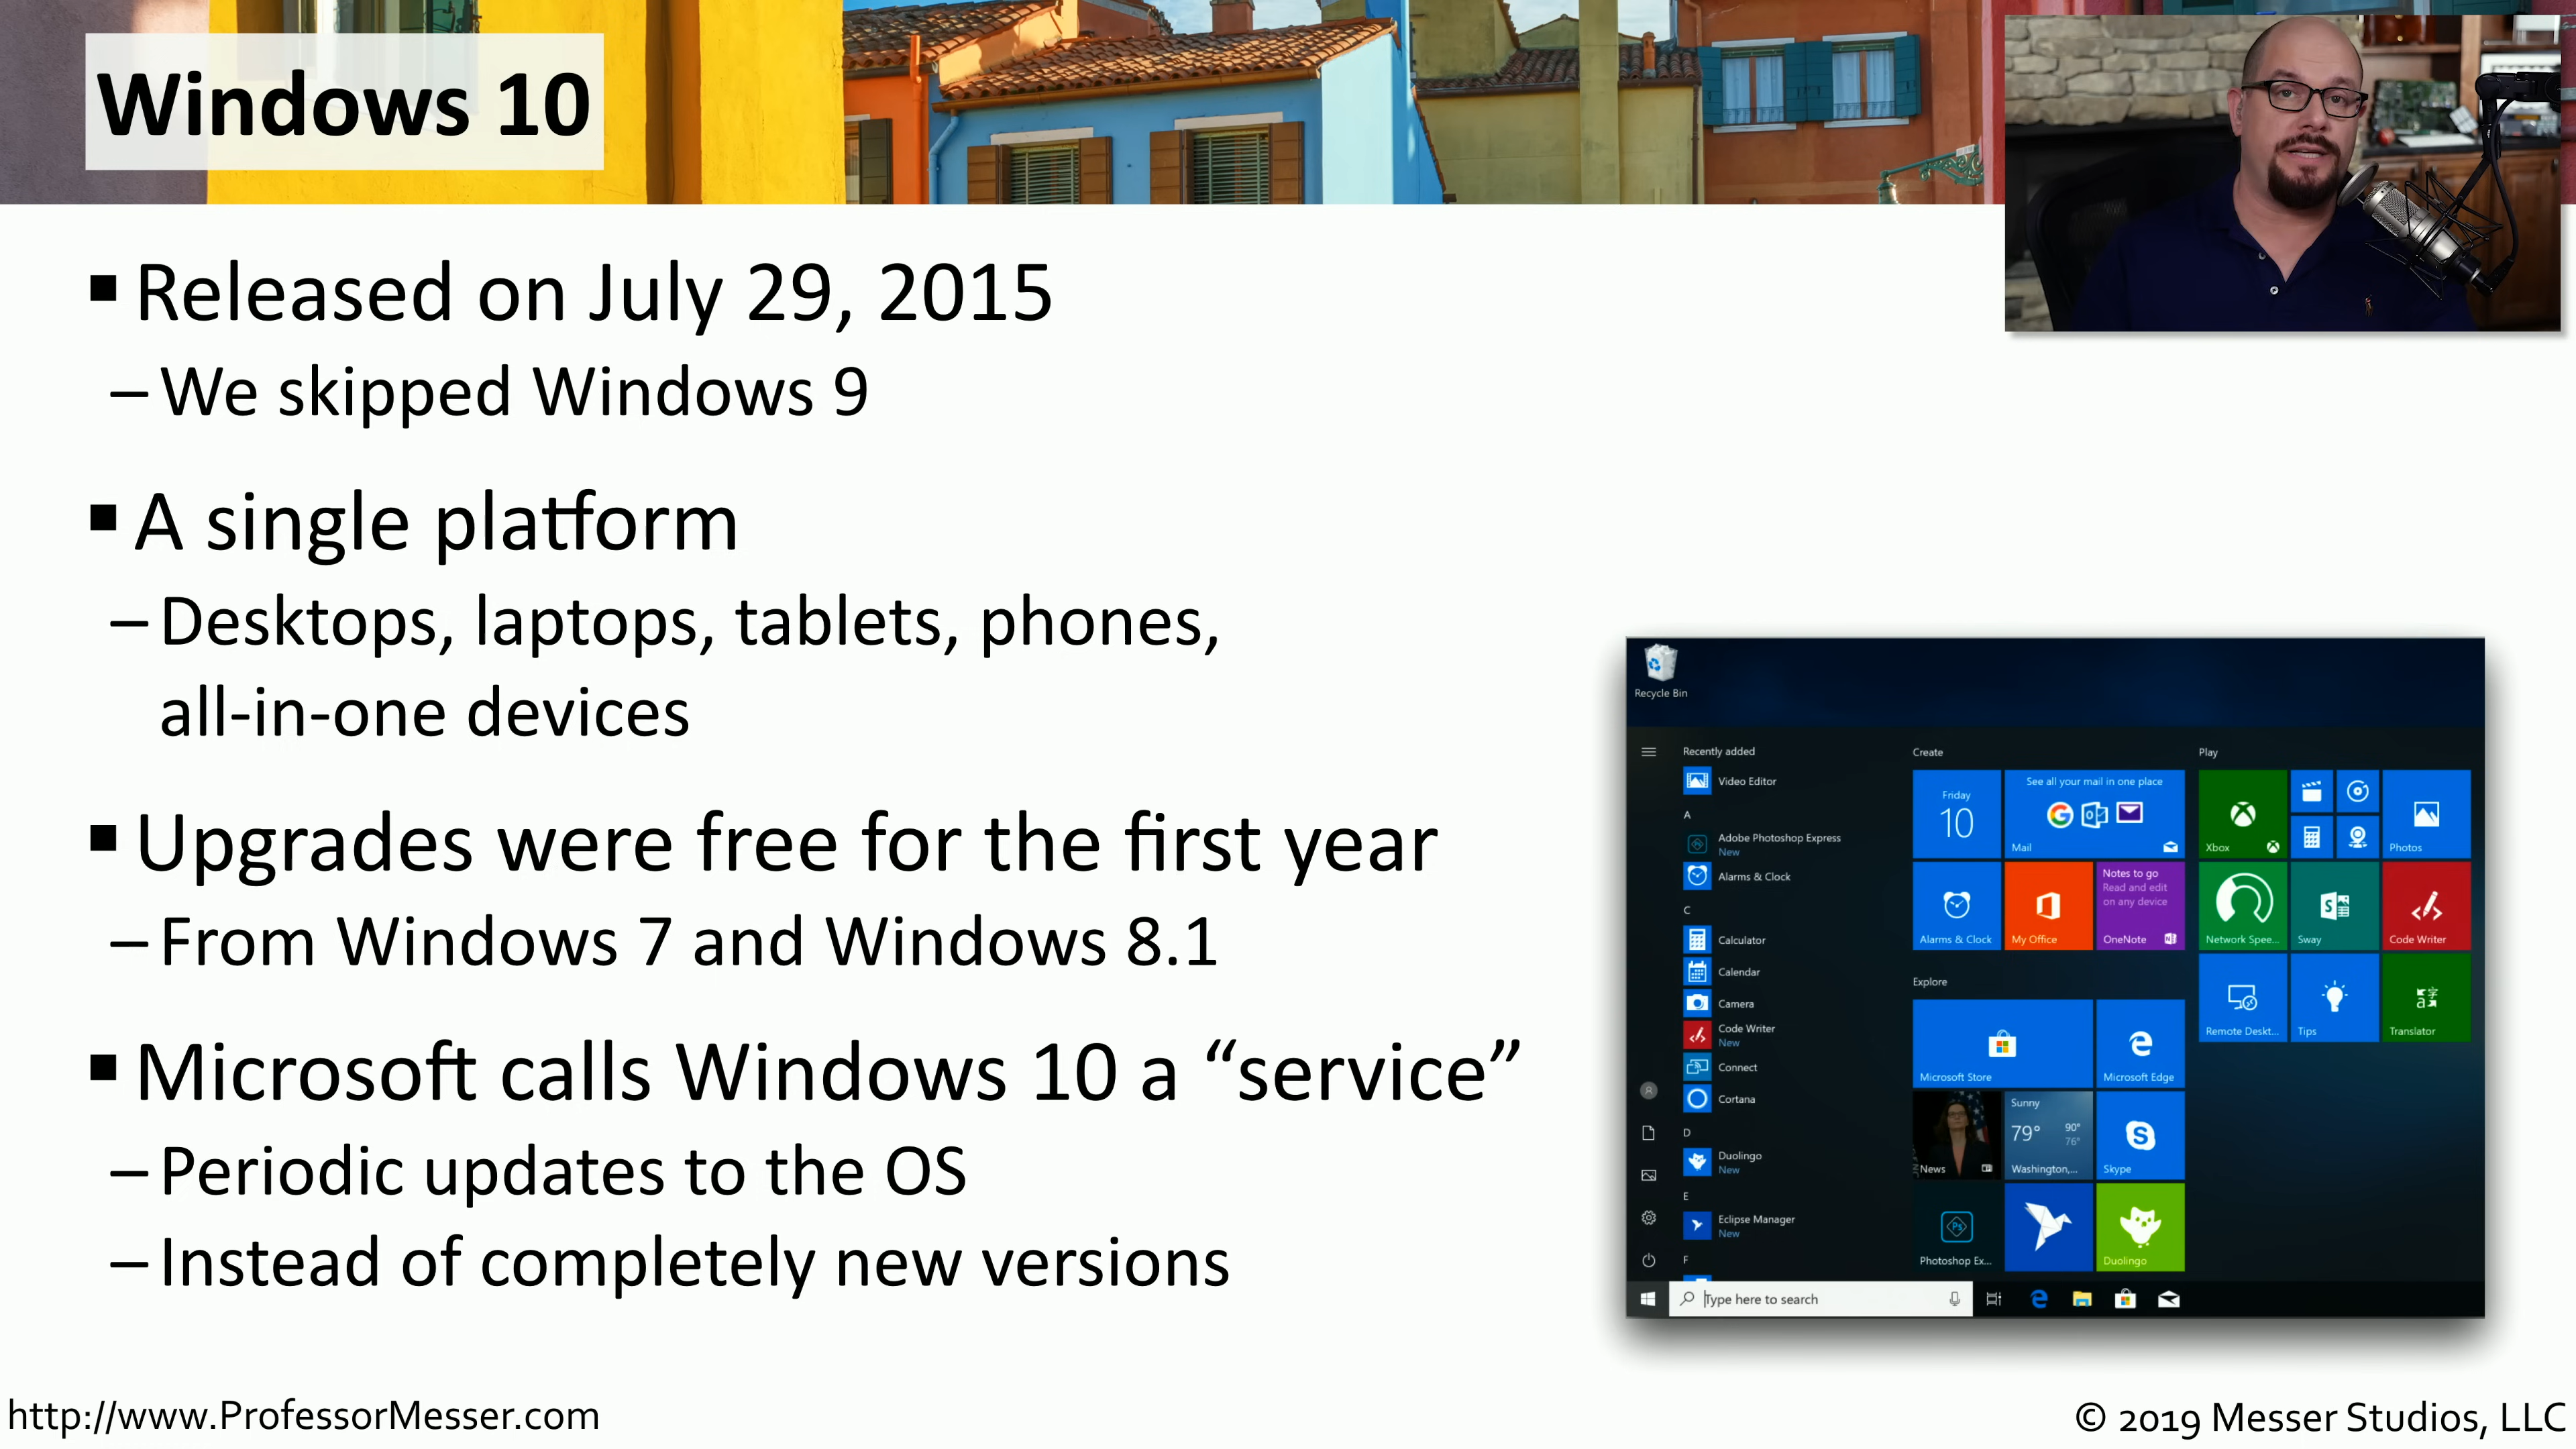 Windows 10
▪ Released on July 29, 2015
– We skipped Windows 9
▪ A single platform
– Desktops, laptops, tablets, phones,
all-in-one devices
▪ Upgrades were free for the first year
– From Windows 7 and Windows 8.1
▪ Microsoft calls Windows 10 a “service”
– Periodic updates to the OS
– Instead of completely new versions
Recycle Bin
Recently added
Video Editor
A
Adobe Photoshop Express
New
Alarms & Clock
C
Calculator
Calendar
Camera
Code Writer
New
Connect
Cortana
D
Duolingo
New
E
Eclipse Manager
New
F
Create
Friday
10
See all your mail in one place
Mail
Alarms & Clock
My Office
Notes to go
Read and edit
on any device
OneNote
Explore
Microsoft Store
Microsoft Edge
News
Sunny
79° 90°
76°
Washington,...
Skype
Photoshop Ex...
Duolingo
Play
Xbox
Photos
Network Spee...
Sway
Code Writer
Remote Deskt...
Tips
Translator
Type here to search
http://www.ProfessorMesser.com
© 2019 Messer Studios, LLC